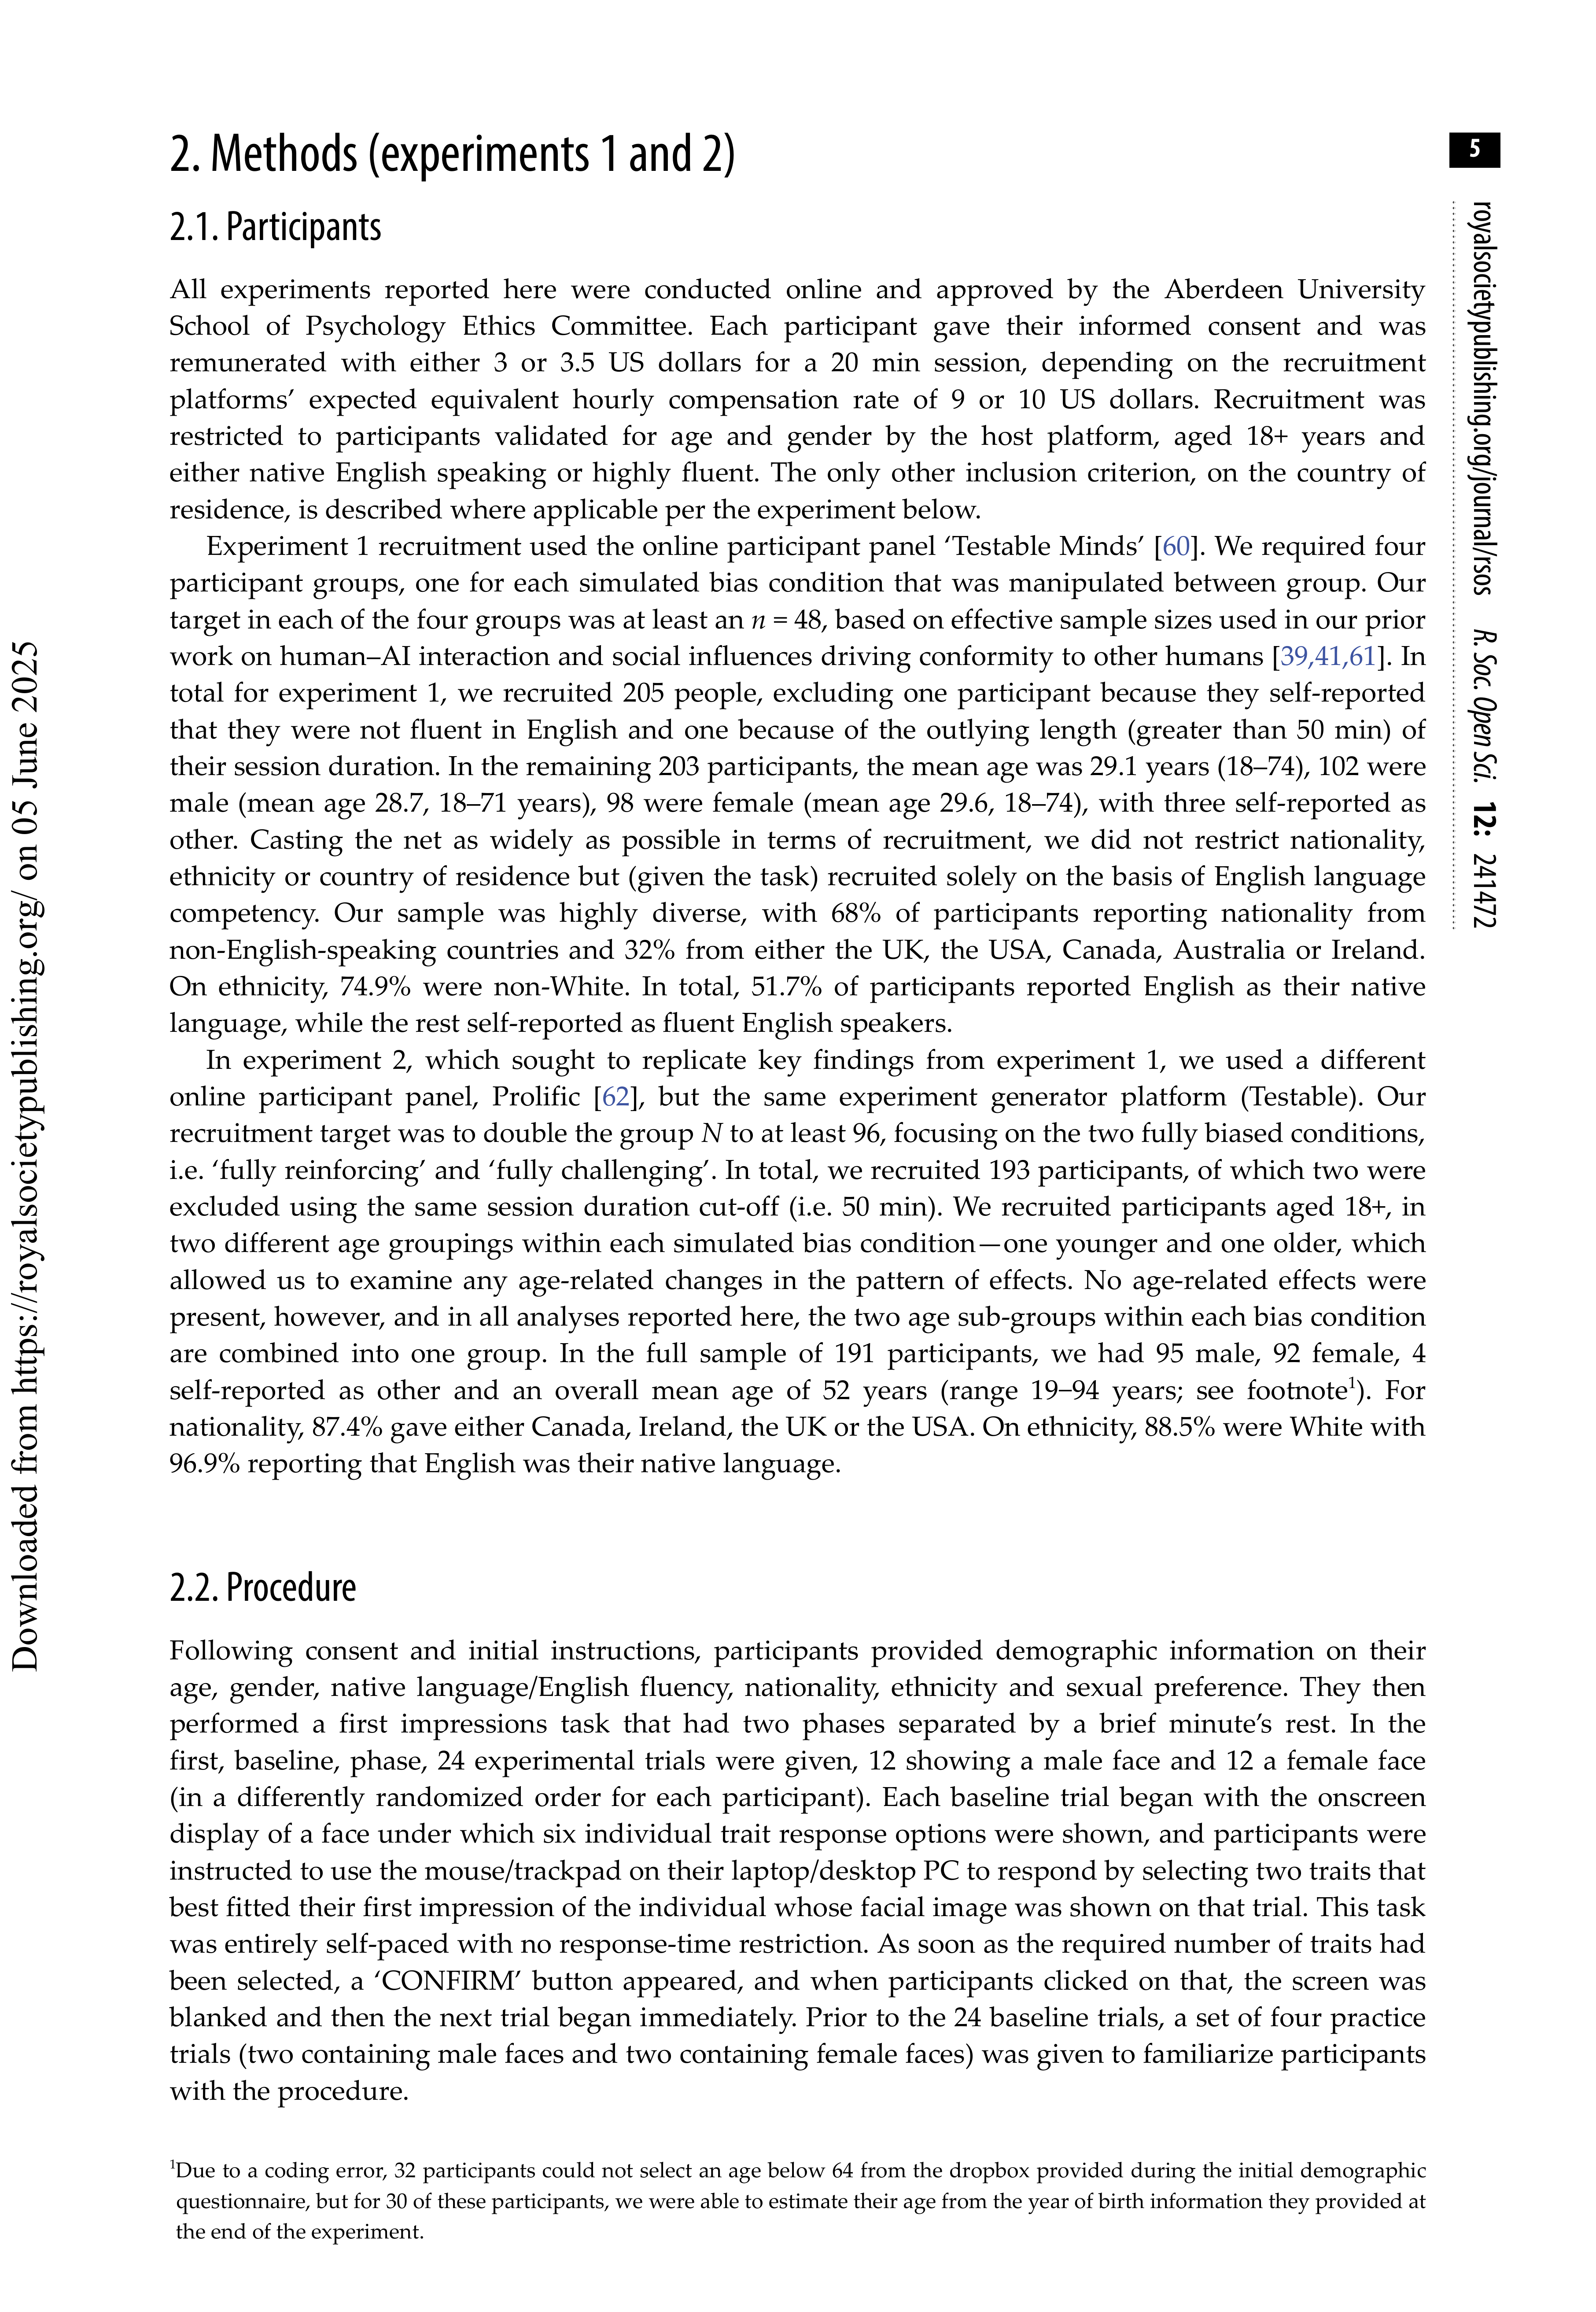 2. Methods (experiments 1 and 2)
2.1. Participants
All experiments reported here were conducted online and approved by the Aberdeen University
School of Psychology Ethics Committee. Each participant gave their informed consent and was
remunerated with either 3 or 3.5 US dollars for a 20 min session, depending on the recruitment
platforms’ expected equivalent hourly compensation rate of 9 or 10 US dollars. Recruitment was
restricted to participants validated for age and gender by the host platform, aged 18+ years and
either native English speaking or highly fluent. The only other inclusion criterion, on the country of
residence, is described where applicable per the experiment below.
Experiment 1 recruitment used the online participant panel ‘Testable Minds’ [60]. We required four
participant groups, one for each simulated bias condition that was manipulated between group. Our
target in each of the four groups was at least an n = 48, based on effective sample sizes used in our prior
work on human–AI interaction and social influences driving conformity to other humans [39,41,61]. In
total for experiment 1, we recruited 205 people, excluding one participant because they self-reported
that they were not fluent in English and one because of the outlying length (greater than 50 min) of
their session duration. In the remaining 203 participants, the mean age was 29.1 years (18–74), 102 were
male (mean age 28.7, 18–71 years), 98 were female (mean age 29.6, 18–74), with three self-reported as
other. Casting the net as widely as possible in terms of recruitment, we did not restrict nationality,
ethnicity or country of residence but (given the task) recruited solely on the basis of English language
competency. Our sample was highly diverse, with 68% of participants reporting nationality from
non-English-speaking countries and 32% from either the UK, the USA, Canada, Australia or Ireland.
On ethnicity, 74.9% were non-White. In total, 51.7% of participants reported English as their native
language, while the rest self-reported as fluent English speakers.
In experiment 2, which sought to replicate key findings from experiment 1, we used a different
online participant panel, Prolific [62], but the same experiment generator platform (Testable). Our
recruitment target was to double the group N to at least 96, focusing on the two fully biased conditions,
i.e. ‘fully reinforcing’ and ‘fully challenging’. In total, we recruited 193 participants, of which two were
excluded using the same session duration cut-off (i.e. 50 min). We recruited participants aged 18+, in
two different age groupings within each simulated bias condition—one younger and one older, which
allowed us to examine any age-related changes in the pattern of effects. No age-related effects were
present, however, and in all analyses reported here, the two age sub-groups within each bias condition
are combined into one group. In the full sample of 191 participants, we had 95 male, 92 female, 4
self-reported as other and an overall mean age of 52 years (range 19–94 years; see footnote¹). For
nationality, 87.4% gave either Canada, Ireland, the UK or the USA. On ethnicity, 88.5% were White with
96.9% reporting that English was their native language.
2.2. Procedure
Following consent and initial instructions, participants provided demographic information on their
age, gender, native language/English fluency, nationality, ethnicity and sexual preference. They then
performed a first impressions task that had two phases separated by a brief minute’s rest. In the
first, baseline, phase, 24 experimental trials were given, 12 showing a male face and 12 a female face
(in a differently randomized order for each participant). Each baseline trial began with the onscreen
display of a face under which six individual trait response options were shown, and participants were
instructed to use the mouse/trackpad on their laptop/desktop PC to respond by selecting two traits that
best fitted their first impression of the individual whose facial image was shown on that trial. This task
was entirely self-paced with no response-time restriction. As soon as the required number of traits had
been selected, a ‘CONFIRM’ button appeared, and when participants clicked on that, the screen was
blanked and then the next trial began immediately. Prior to the 24 baseline trials, a set of four practice
trials (two containing male faces and two containing female faces) was given to familiarize participants
with the procedure.
¹Due to a coding error, 32 participants could not select an age below 64 from the dropbox provided during the initial demographic
questionnaire, but for 30 of these participants, we were able to estimate their age from the year of birth information they provided at
the end of the experiment.
5
royalsocietypublishing.org/journal/rsos R. Soc. Open Sci. 12: 241472
Downloaded from https://royalsocietypublishing.org/ on 05 June 2025